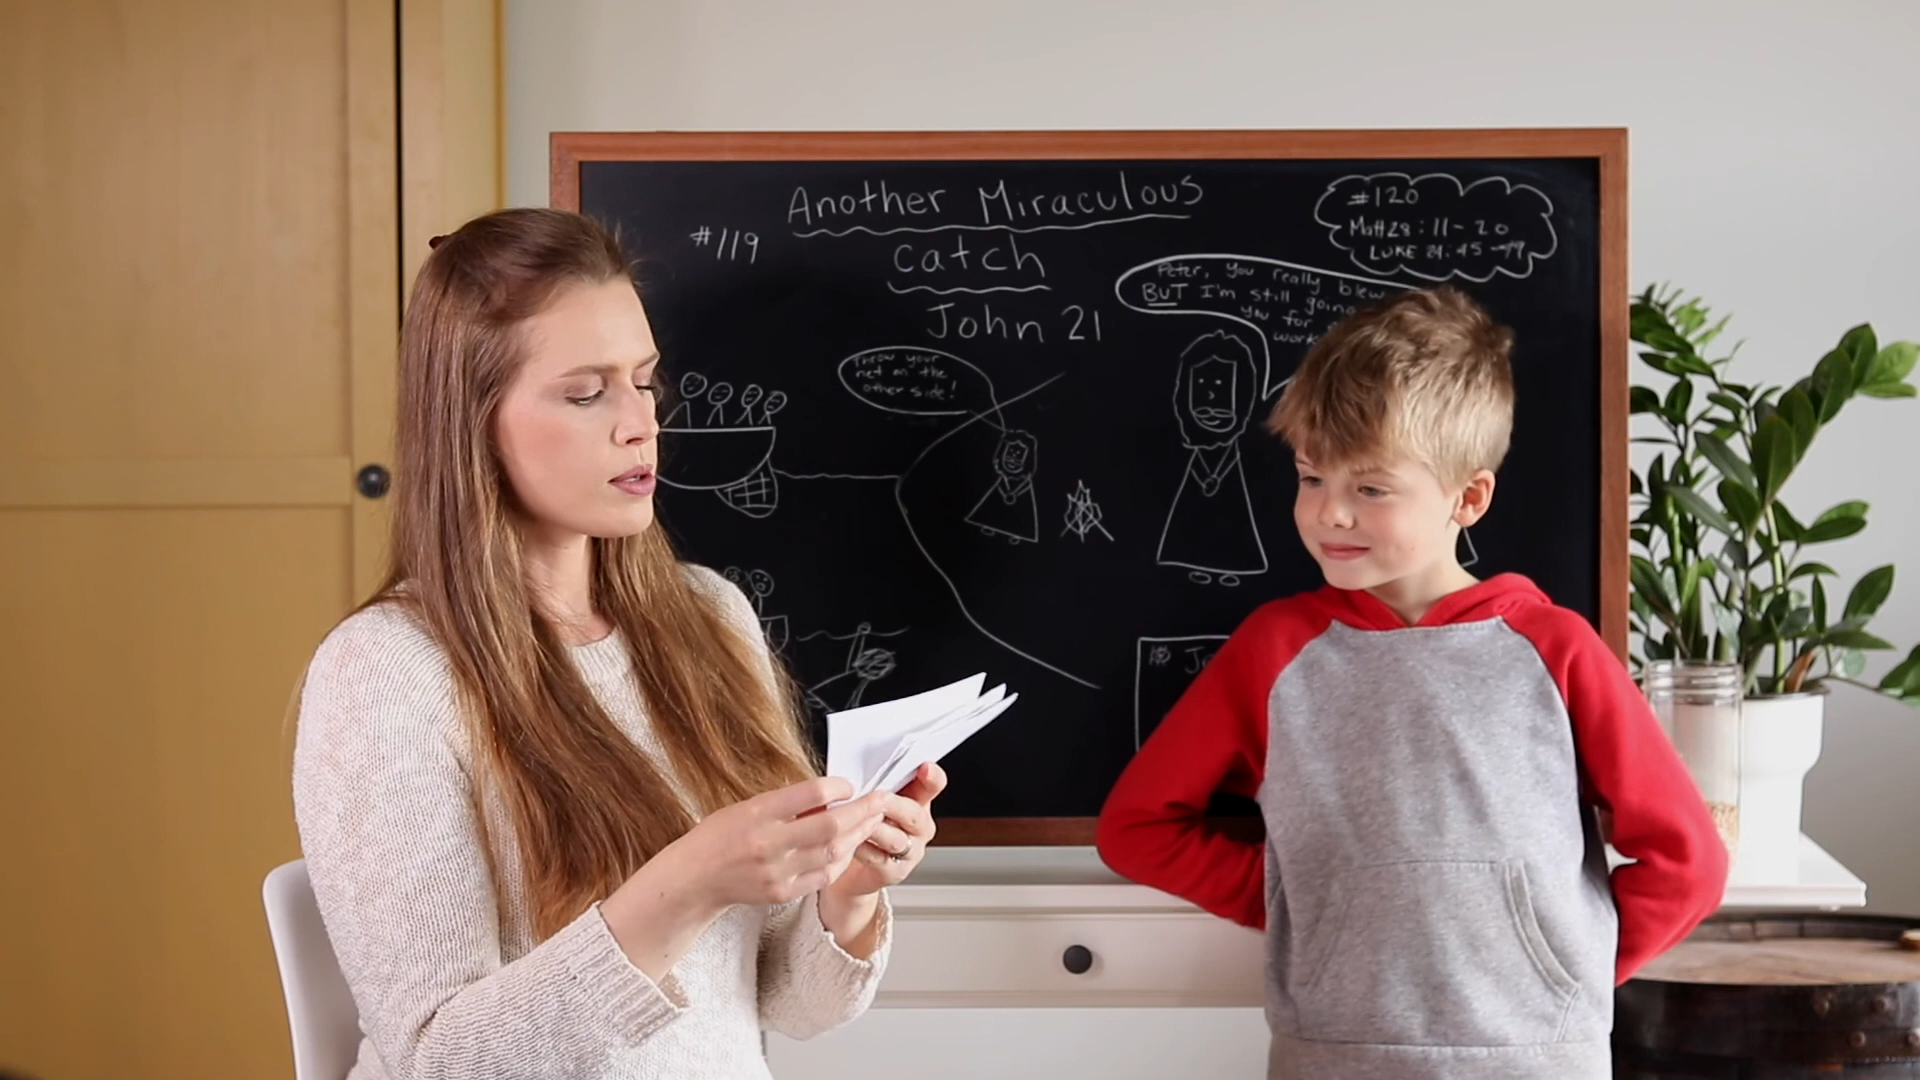 Another Miraculous
catch
John 21
#119
#120
Matt 28:11-20
LUKE 24:45-49
Peter, you really blew
BUT I'm still going
you for
work
Throw your
net on the
other side!